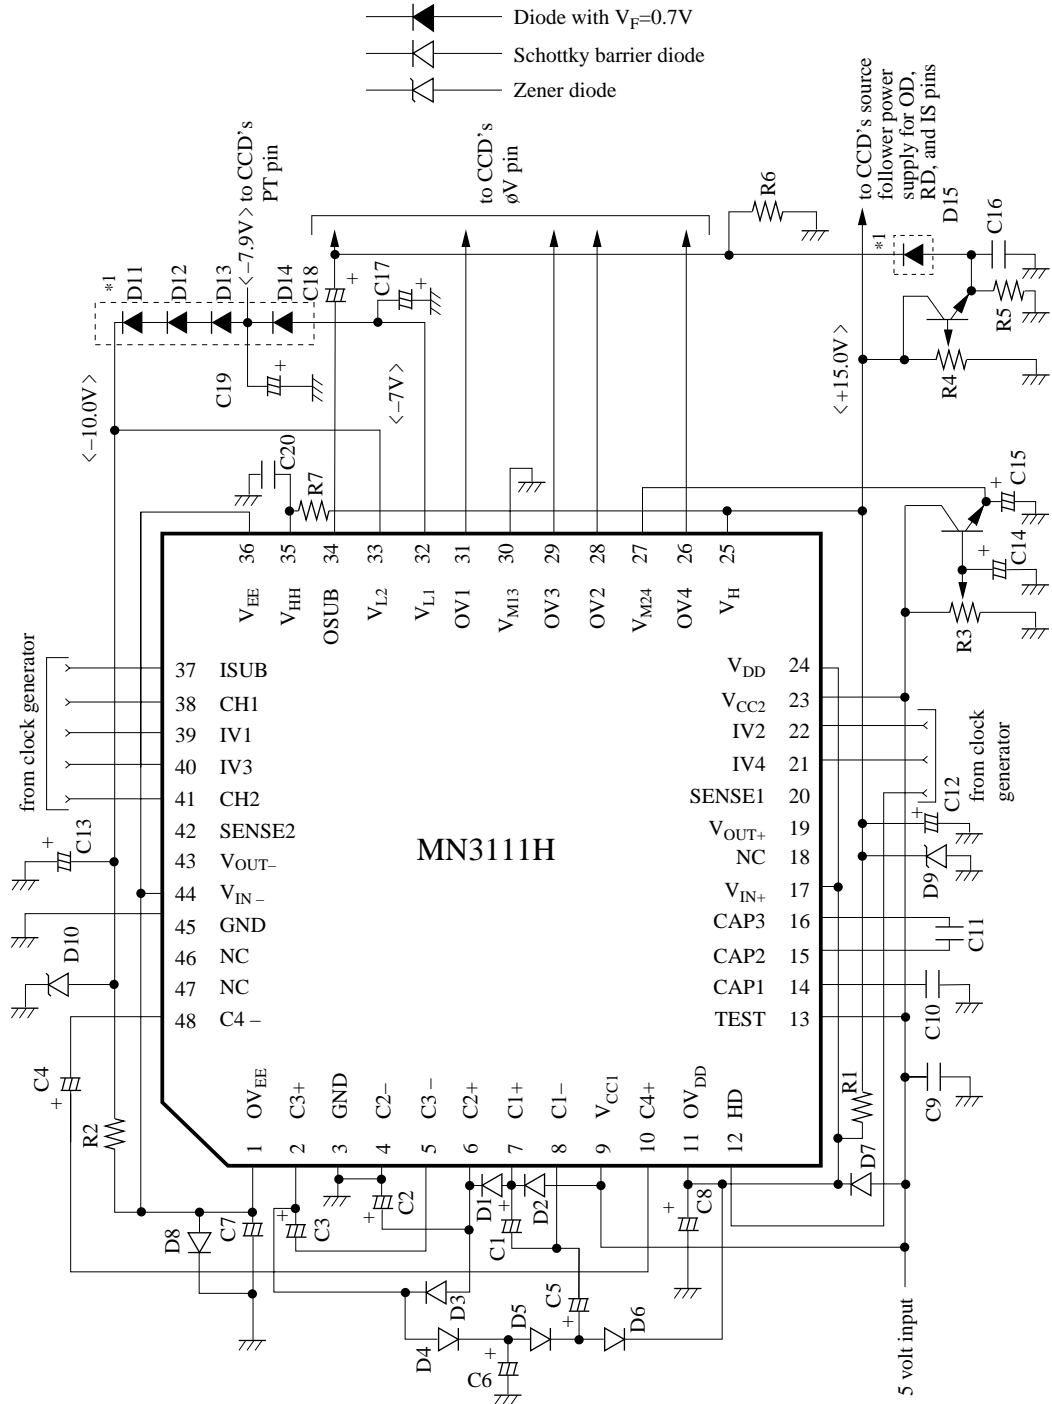 Diode with VF=0.7V
Schottky barrier diode
Zener diode
to CCD's source
follower power
supply for OD,
RD, and IS pins
<–7.9V> to CCD's
PT pin
to CCD's
øV pin
*1
D11
D12
D13
D14
C18
C17
C19
R6
*1
D15
C16
R5
R4
<–10.0V>
<–7V>
<+15.0V>
C20
R7
C15
C14
R3
36
35
34
33
32
31
30
29
28
27
26
25
VEE
VHH
OSUB
VL2
VL1
OV1
VM13
OV3
OV2
VM24
OV4
VH
from clock generator
37 ISUB
38 CH1
39 IV1
40 IV3
41 CH2
42 SENSE2
43 VOUT–
44 VIN –
45 GND
46 NC
47 NC
48 C4 –
MN3111H
VDD 24
VCC2 23
IV2 22
IV4 21
SENSE1 20
VOUT+ 19
NC 18
VIN+ 17
CAP3 16
CAP2 15
CAP1 14
TEST 13
from clock
generator
C13
D10
C4
R2
C12
D9
C11
C10
C9
R1
D7
OVEE
C3+
GND
C2–
C3 –
C2+
C1+
C1–
VCC1
C4+
OVDD
HD
1
2
3
4
5
6
7
8
9
10
11
12
D8
C7
C3
C2
D1
C1
D2
C8
D3
D4
C6
D5
C5
D6
5 volt input
+
+
+
+
+
+
+
+
+
+
+
+
+
+